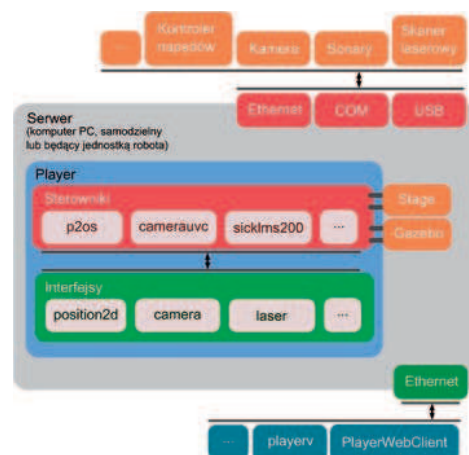 ...
Kontroler
napędów
Kamera
Sonary
Skaner
laserowy
Ethernet
COM
USB
Serwer
(komputer PC, samodzielny
lub będący jednostką robota)
Player
Sterowniki
p2os
camerauvc
sicklms200
...
Stage
Gazebo
Interfejsy
position2d
camera
laser
...
Ethernet
...
playerv
PlayerWebClient